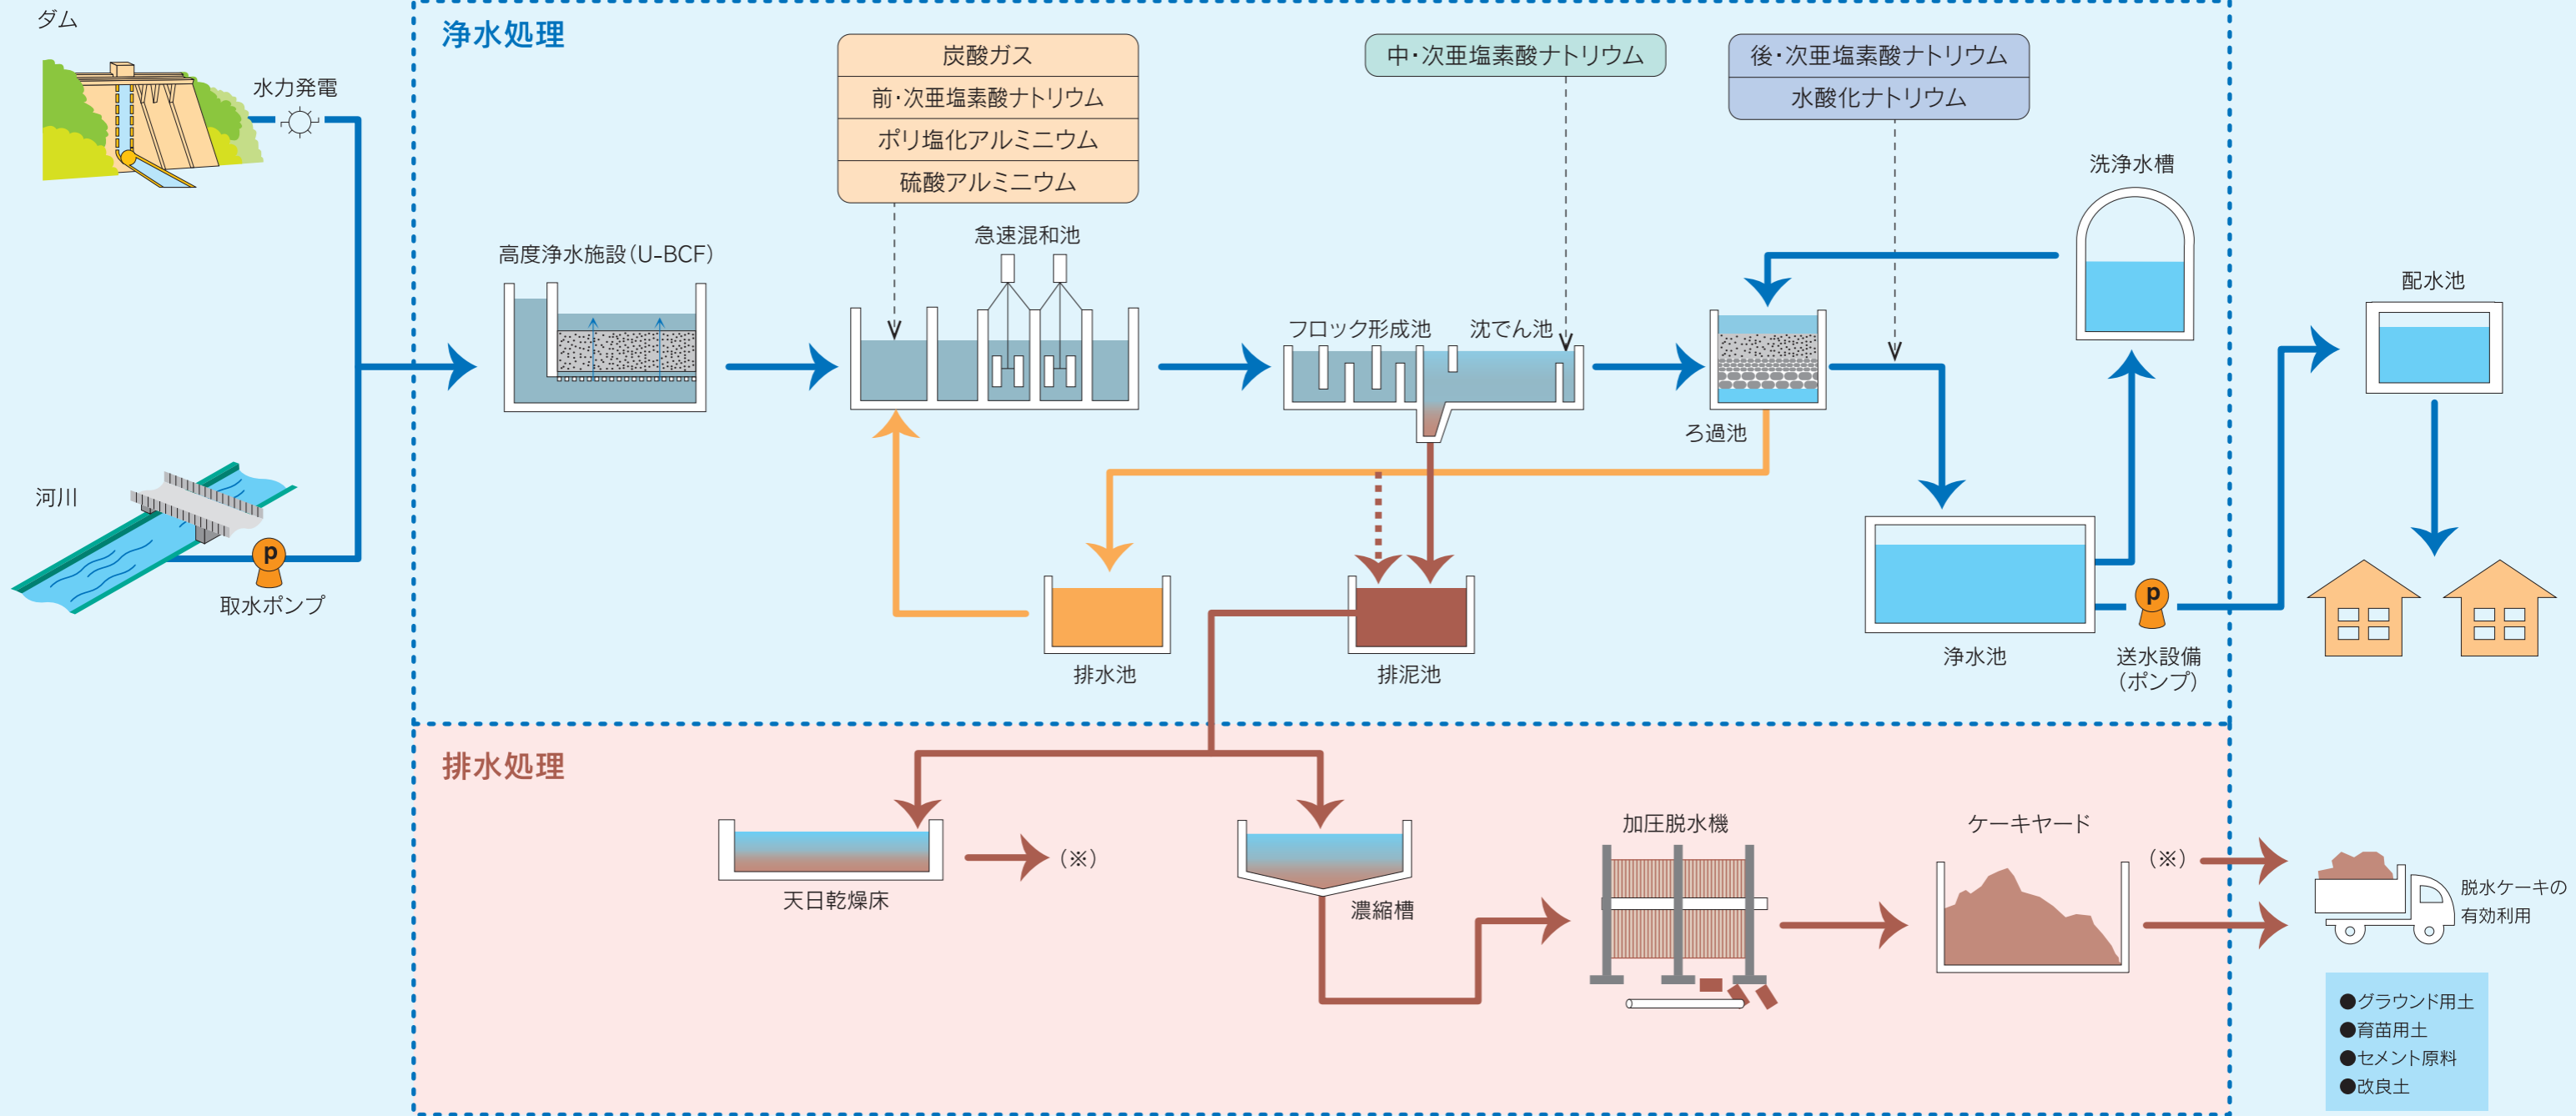 ダム
水力発電
浄水処理
炭酸ガス
前・次亜塩素酸ナトリウム
ポリ塩化アルミニウム
硫酸アルミニウム
中・次亜塩素酸ナトリウム
後・次亜塩素酸ナトリウム
水酸化ナトリウム
洗浄水槽
高度浄水施設(U-BCF)
急速混和池
フロック形成池
沈でん池
ろ過池
配水池
河川
p
取水ポンプ
排水池
排泥池
浄水池
p
送水設備
(ポンプ)
排水処理
天日乾燥床
(※)
濃縮槽
加圧脱水機
ケーキヤード
(※)
脱水ケーキの
有効利用
●グラウンド用土
●育苗用土
●セメント原料
●改良土